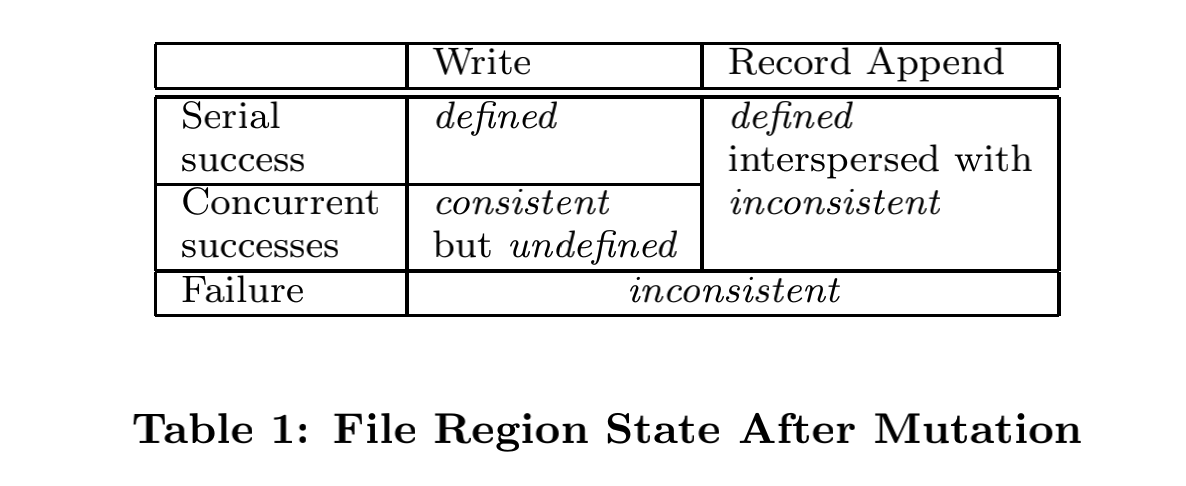 Write Record Append
Serial success
defined
defined interspersed with inconsistent
Concurrent successes
consistent but undefined
Failure
inconsistent
Table 1: File Region State After Mutation